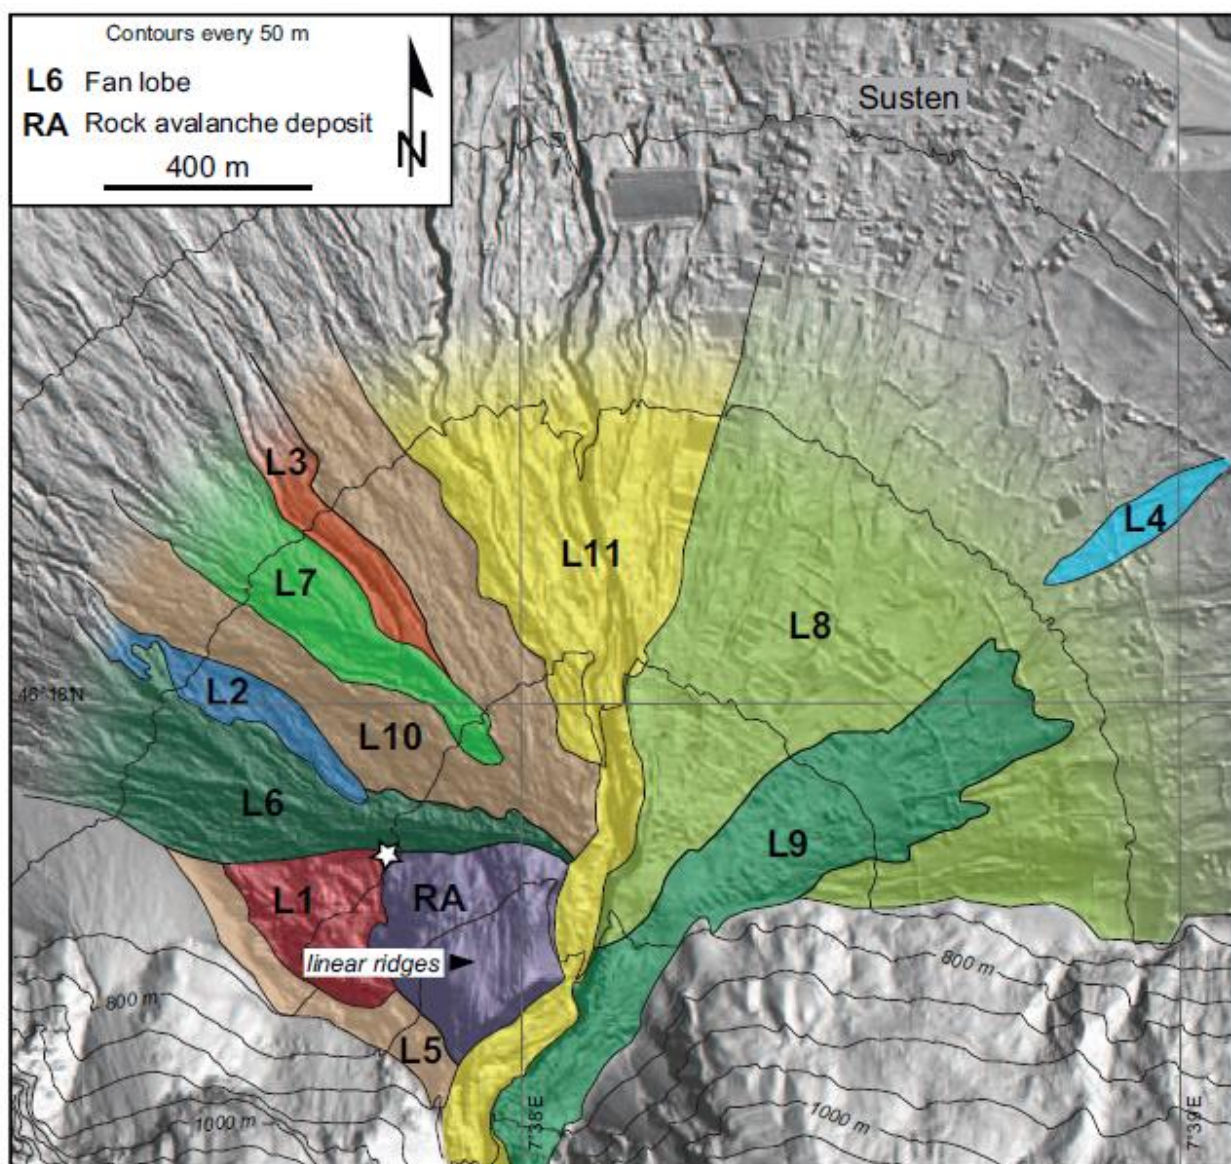 Contours every 50 m
L6 Fan lobe
RA Rock avalanche deposit
400 m
N
Susten
L3
L4
L11
L7
L8
46°18'N
L2
L10
L6
L9
L1
RA
linear ridges
800 m
800 m
L5
1000 m
1000 m
7°38'E
7°39'E